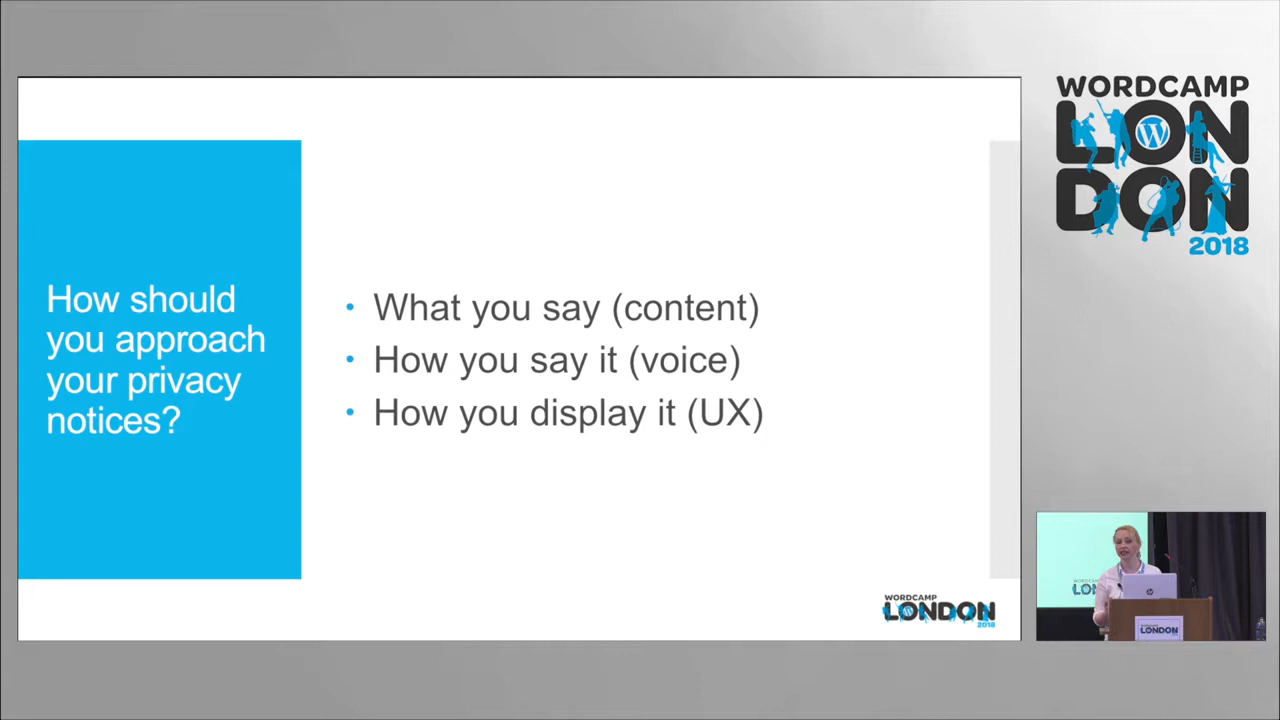 How should
you approach
your privacy
notices?
• What you say (content)
• How you say it (voice)
• How you display it (UX)
WORDCAMP
LONDON
2018
WORDCAMP
LON
DON
2018
LONDON